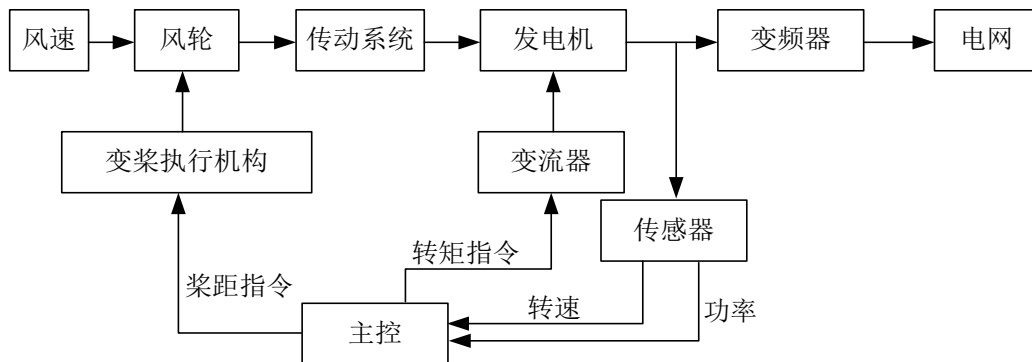 风速
风轮
传动系统
发电机
变频器
电网
变桨执行机构
变流器
传感器
转矩指令
桨距指令
转速
功率
主控